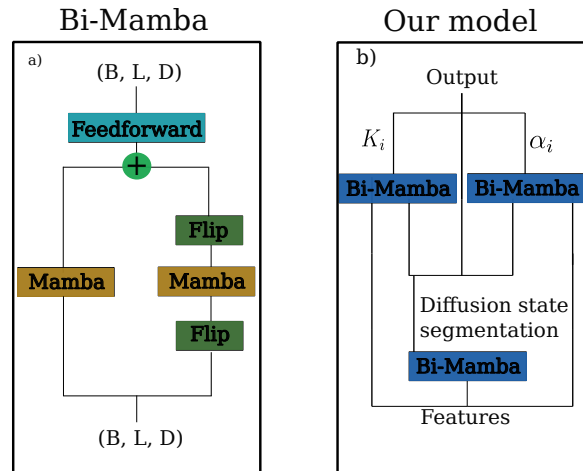 Bi-Mamba
a)
(B, L, D)
Feedforward
+
Flip
Mamba
Mamba
Flip
(B, L, D)
Our model
b)
Output
K_i
α_i
Bi-Mamba
Bi-Mamba
Diffusion state
segmentation
Bi-Mamba
Features